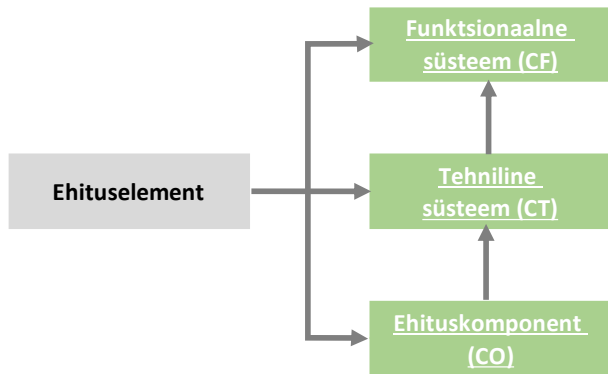 Funktsionaalne
süsteem (CF)
Ehituselement
Tehniline
süsteem (CT)
Ehituskomponent
(CO)